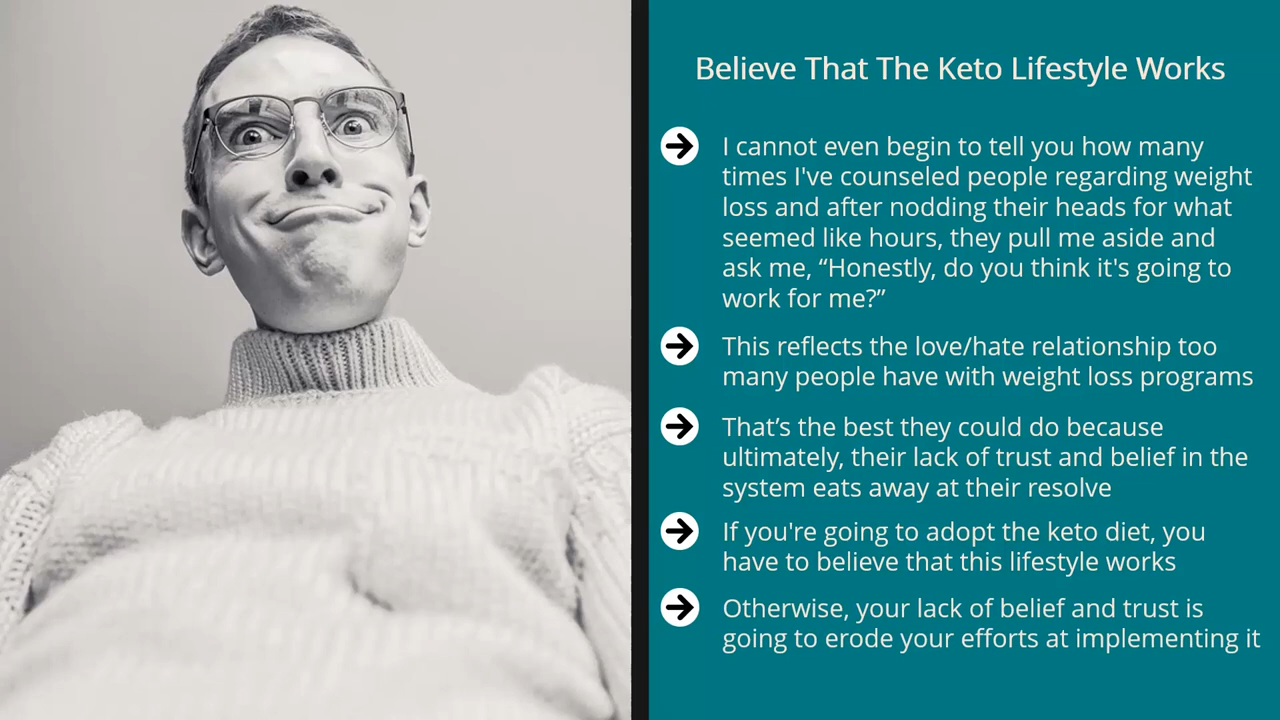 Believe That The Keto Lifestyle Works
I cannot even begin to tell you how many
times I've counseled people regarding weight
loss and after nodding their heads for what
seemed like hours, they pull me aside and
ask me, “Honestly, do you think it's going to
work for me?”
This reflects the love/hate relationship too
many people have with weight loss programs
That’s the best they could do because
ultimately, their lack of trust and belief in the
system eats away at their resolve
If you're going to adopt the keto diet, you
have to believe that this lifestyle works
Otherwise, your lack of belief and trust is
going to erode your efforts at implementing it